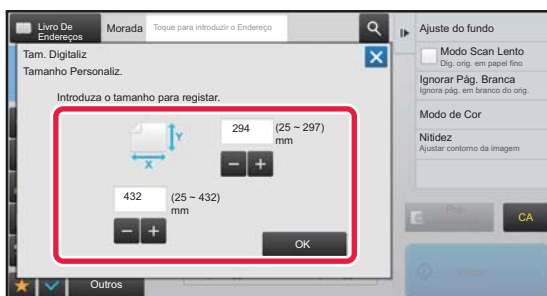 Livro De
Endereços
Morada
Toque para introduzir o Endereço
Tam. Digitaliz
Tamanho Personaliz.
Introduza o tamanho para registar.
Y
X
294
(25 ~ 297)
mm
432
(25 ~ 432)
mm
OK
Outros
Ajuste do fundo
Modo Scan Lento
Dig. orig. em papel fino
Ignorar Pág. Branca
Ignora pág. em branco do orig.
Modo de Cor
Nitidez
Ajustar contorno da imagem
Pré-
CA